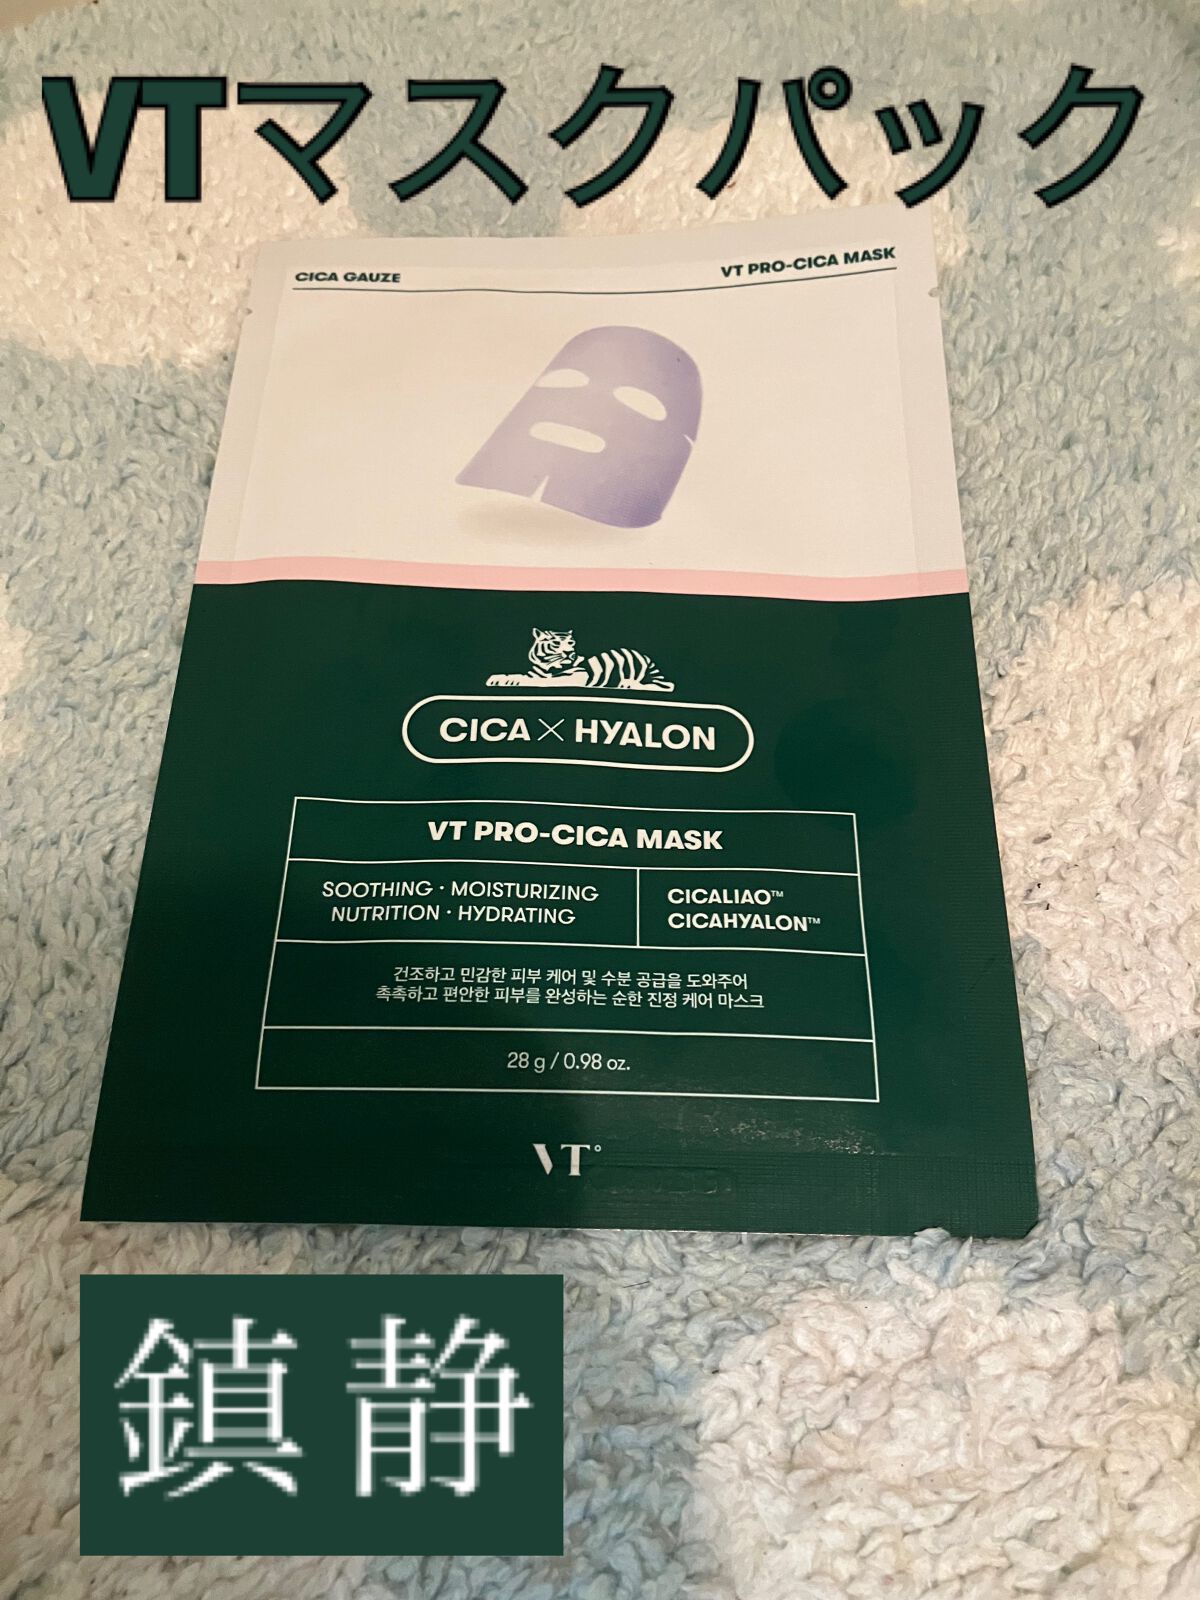 VTマスクパック
CICA GAUZE
VT PRO-CICA MASK
CICA × HYALON
VT PRO-CICA MASK
SOOTHING · MOISTURIZING
NUTRITION · HYDRATING
CICALIAO™
CICAHYALON™
건조하고 민감한 피부 케어 및 수분 공급을 도와주어
촉촉하고 편안한 피부를 완성하는 순한 진정 케어 마스크
28 g / 0.98 oz.
VT°
鎮静